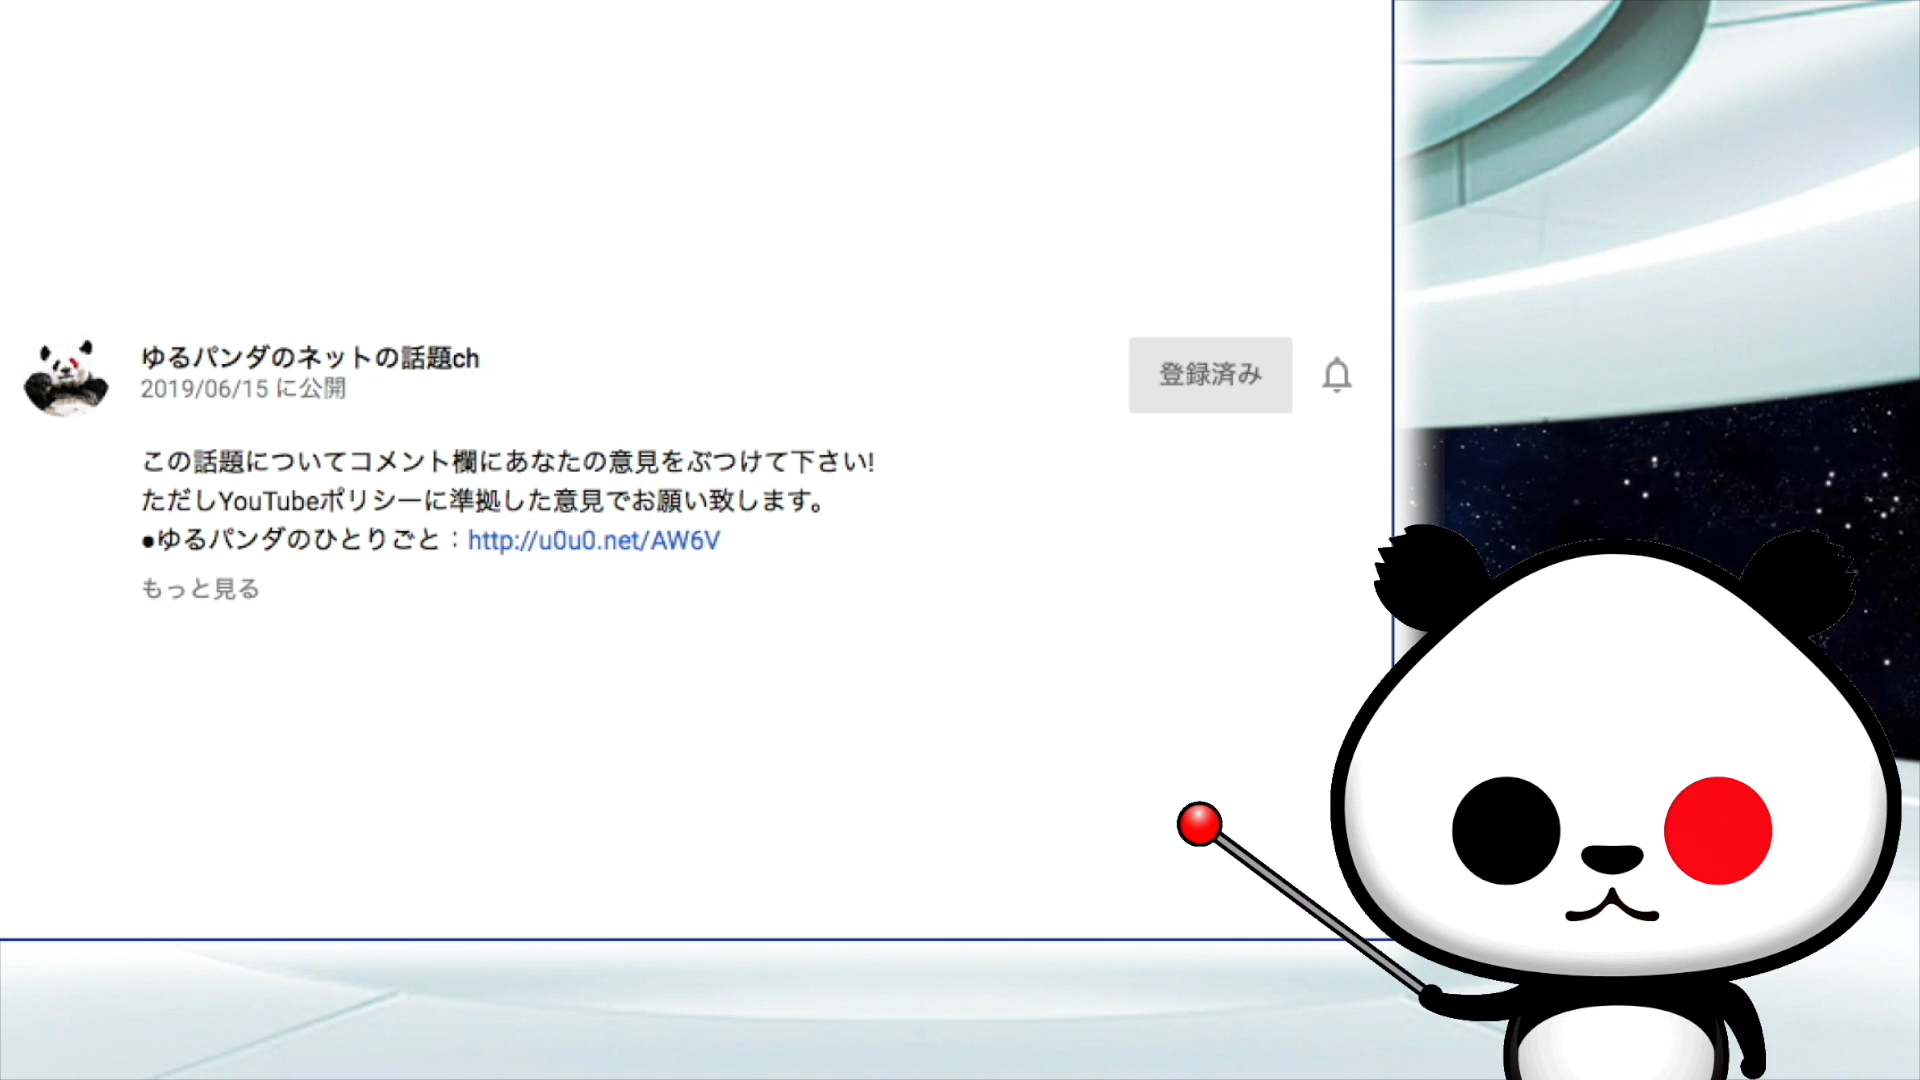 ゆるパンダのネットの話題ch
2019/06/15 に公開
登録済み
この話題についてコメント欄にあなたの意見をぶつけて下さい!
ただしYouTubeポリシーに準拠した意見でお願い致します。
●ゆるパンダのひとりごと：http://u0u0.net/AW6V
もっと見る